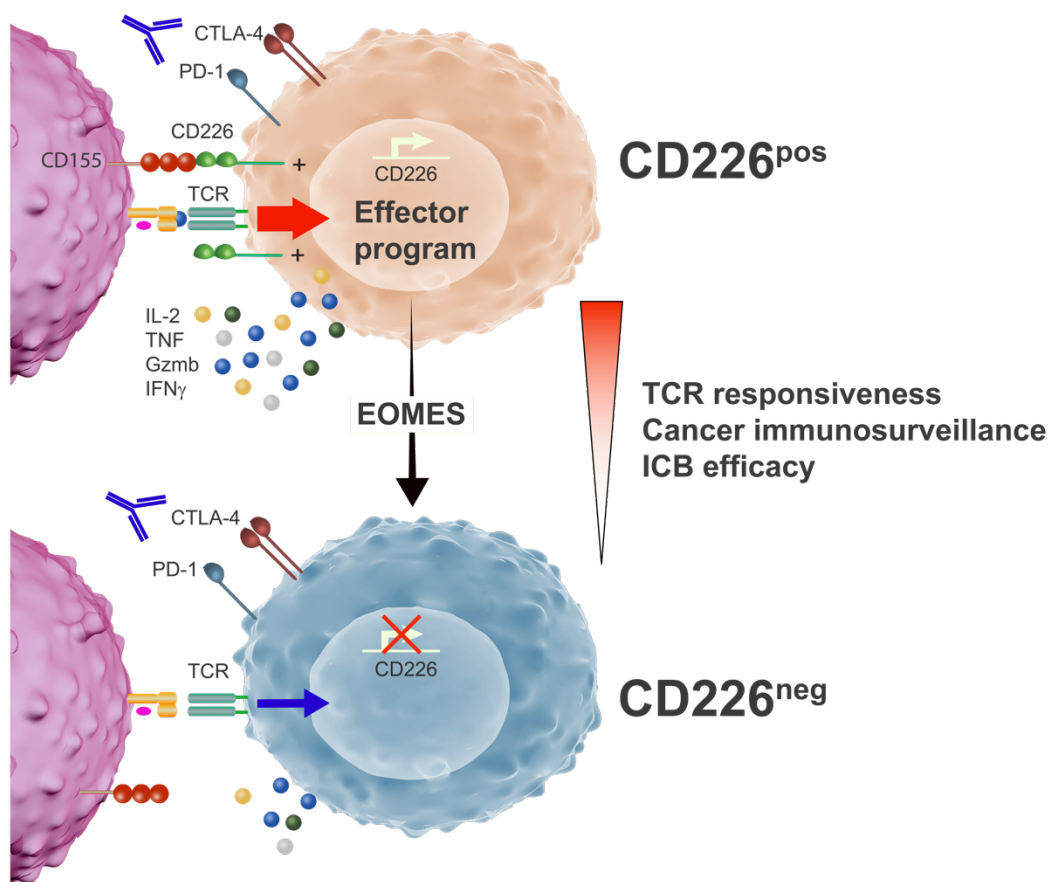 CTLA-4
PD-1
CD226
CD155
+
CD226
TCR
Effector
program
+
CD226pos
IL-2
TNF
Gzmb
IFNγ
EOMES
TCR responsiveness
Cancer immunosurveillance
ICB efficacy
CTLA-4
PD-1
CD226
TCR
CD226neg